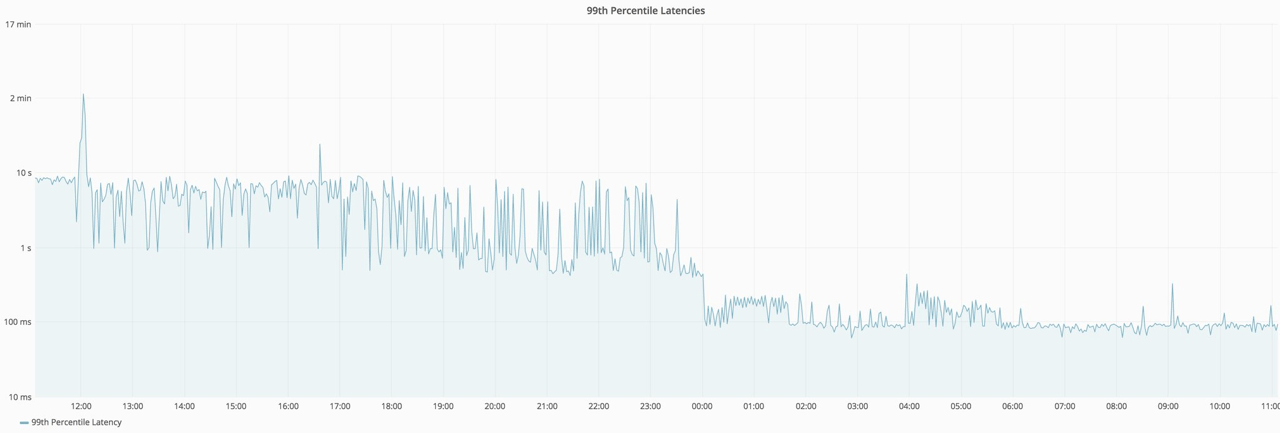 99th Percentile Latencies
17 min
2 min
10 s
1 s
100 ms
10 ms
12:00 13:00 14:00 15:00 16:00 17:00 18:00 19:00 20:00 21:00 22:00 23:00 00:00 01:00 02:00 03:00 04:00 05:00 06:00 07:00 08:00 09:00 10:00 11:00
99th Percentile Latency